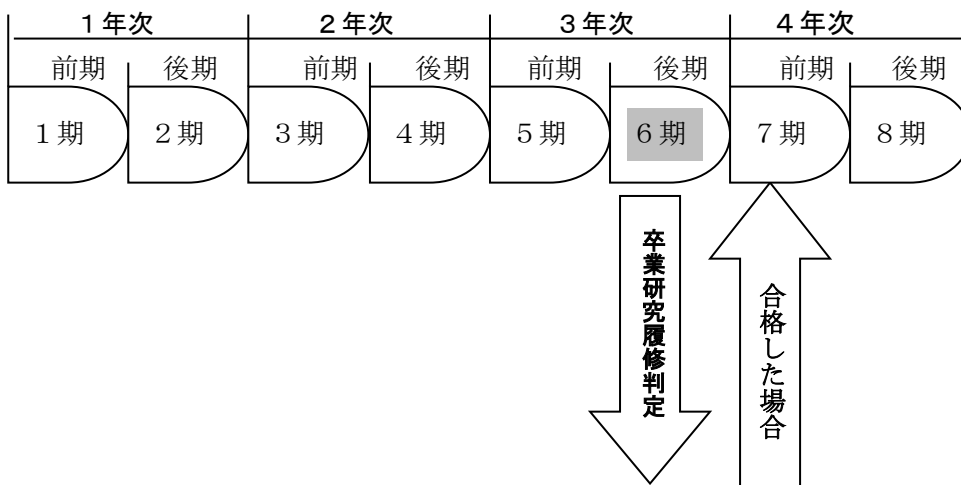 1年次 2年次 3年次 4年次
前期 後期 前期 後期 前期 後期 前期 後期
1期 2期 3期 4期 5期 6期 7期 8期
卒業研究履修判定
合格した場合